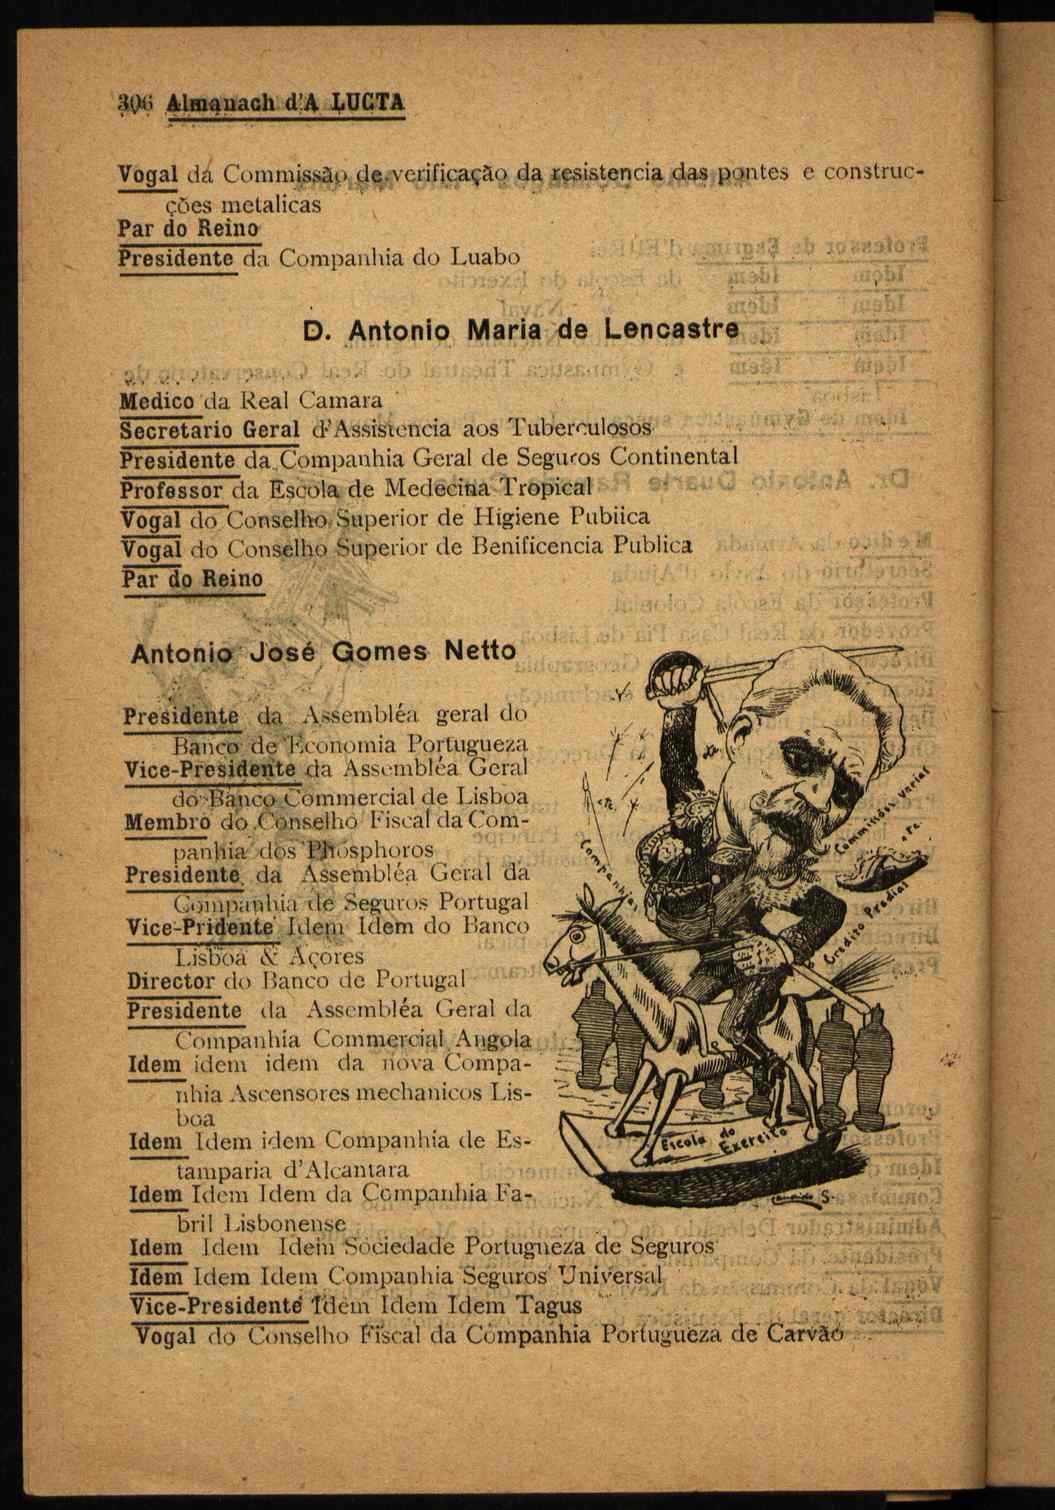 306 Almanach d'A LUCTA
Vogal da Commissão de verificação da resistencia das pontes e construc-
ções metalicas
Par do Reino
Presidente da Companhia do Luabo
D. Antonio Maria de Lencastre
Medico da Real Camara
Secretario Geral d'Assistencia aos Tuberculosos
Presidente da Companhia Geral de Seguros Continental
Professor da Escola de Medecina Tropical
Vogal do Conselho Superior de Higiene Pubiica
Vogal do Conselho Superior de Benificencia Publica
Par do Reino
Antonio José Gomes Netto
Presidente da Assembléa geral do
Banco de Economia Portugueza
Vice-Presidente da Assembléa Geral
do Banco Commercial de Lisboa
Membro do Conselho Fiscal da Com-
panhia dos Phosphoros
Presidente da Assembléa Geral da
Companhia de Seguros Portugal
Vice-Pridente Idem Idem do Banco
Lisboa & Açores
Director do Banco de Portugal
Presidente da Assembléa Geral da
Companhia Commercial Angola
Idem idem idem da nova Compa-
nhia Ascensores mechanicos Lis-
boa
Idem Idem idem Companhia de Es-
tamparia d'Alcantara
Idem Idem Idem da Companhia Fa-
bril Lisbonense
Idem Idem Idem Sociedade Portugueza de Seguros
Idem Idem Idem Companhia Seguros Universal
Vice-Presidente Idem Idem Idem Tagus
Vogal do Conselho Fiscal da Companhia Portugueza de Carvão
Companhias
etc.
etc.
Commissões varias
etc.
Credito Predial
Escola do
Exercito